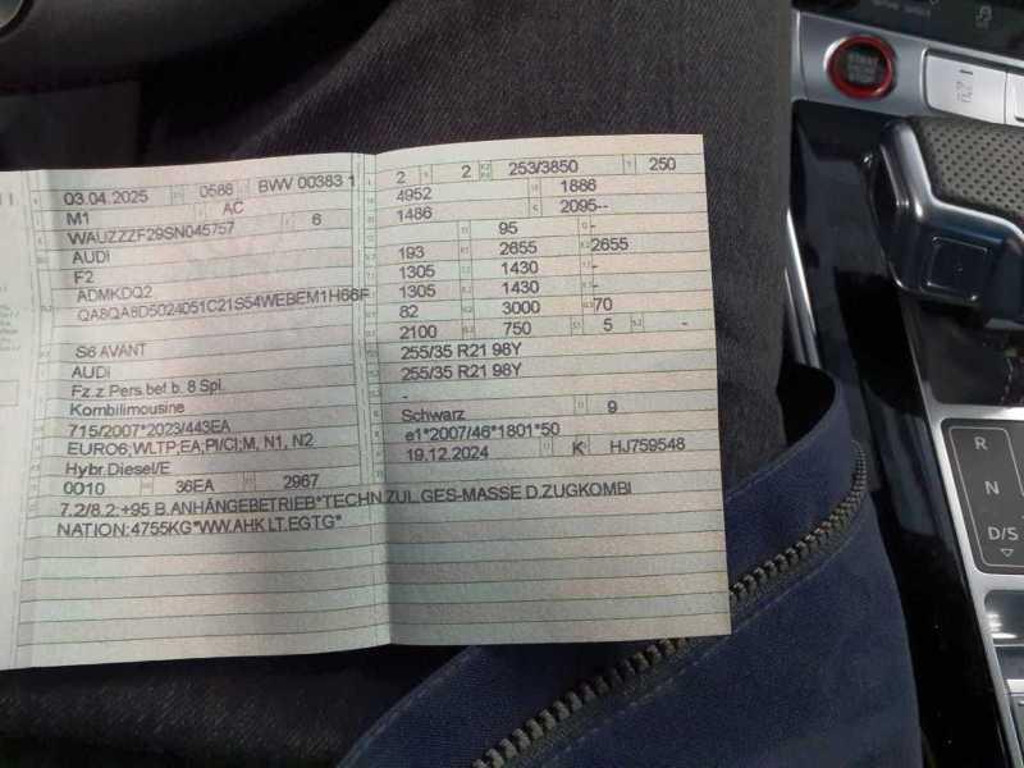 03.04.2025 0588 BWV 00383 1
M1 AC
WAUZZZF29SN045757 6
AUDI
F2
ADMKDQ2
QA8QA8D5024051C21S54WEBEM1H66F
S6 AVANT
AUDI
Fz.z.Pers.bef.b. 8 Spl.
Kombilimousine
715/2007*2023/443EA
EURO6;WLTP;EA;PI/CI;M, N1, N2
Hybr.Diesel/E
0010 36EA 2967
2 2 253/3850 250
4952 1886
1486 2095--
95 -
193 2655 2655
1305 1430 -
1305 1430 -
82 3000 70
2100 750 5 -
255/35 R21 98Y
255/35 R21 98Y
-
Schwarz 9
e1*2007/46*1801*50
19.12.2024 K HJ759548
7.2/8.2:+95 B.ANHÄNGEBETRIEB*TECHN.ZUL.GES-MASSE D.ZUGKOMBI
NATION:4755KG*WW.AHK LT.EGTG*
R
N
D/S